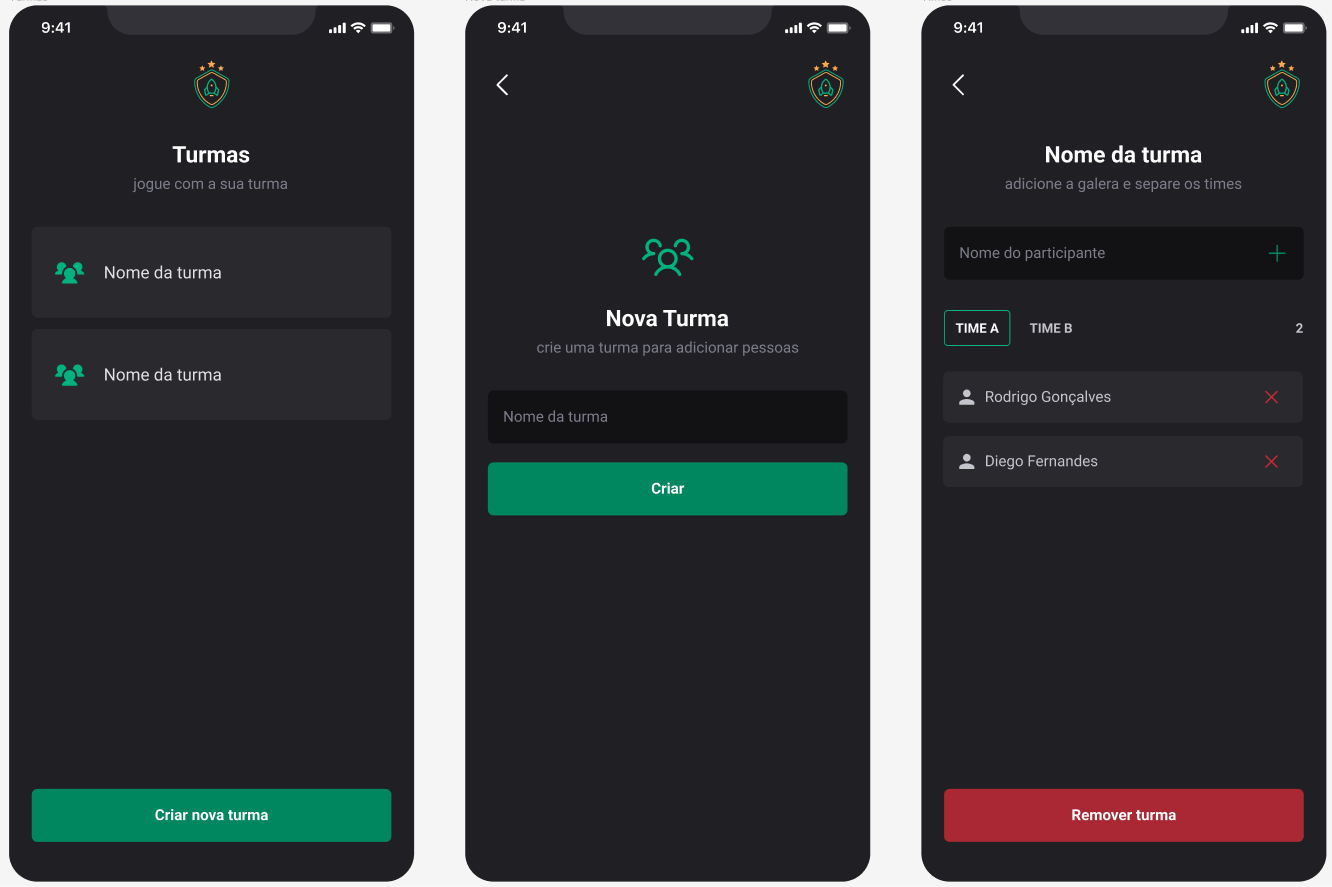 9:41
Turmas
jogue com a sua turma
Nome da turma
Nome da turma
Criar nova turma
9:41
Nova Turma
crie uma turma para adicionar pessoas
Nome da turma
Criar
9:41
Nome da turma
adicione a galera e separe os times
Nome do participante
TIME A TIME B 2
Rodrigo Gonçalves
Diego Fernandes
Remover turma